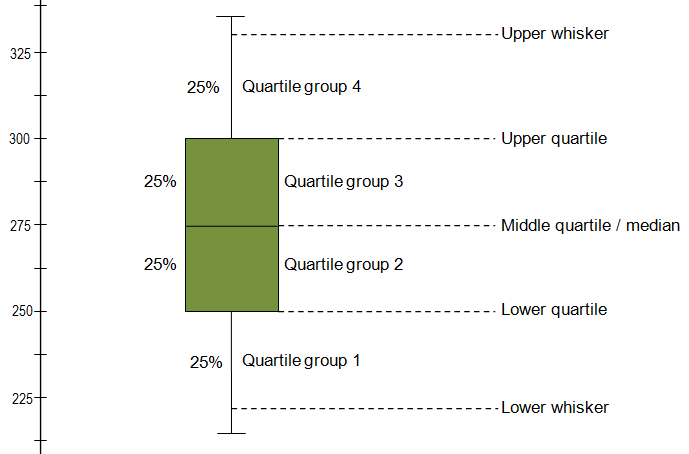 Upper whisker
325
25% Quartile group 4
300
Upper quartile
25% Quartile group 3
275
Middle quartile / median
25% Quartile group 2
250
Lower quartile
25% Quartile group 1
225
Lower whisker